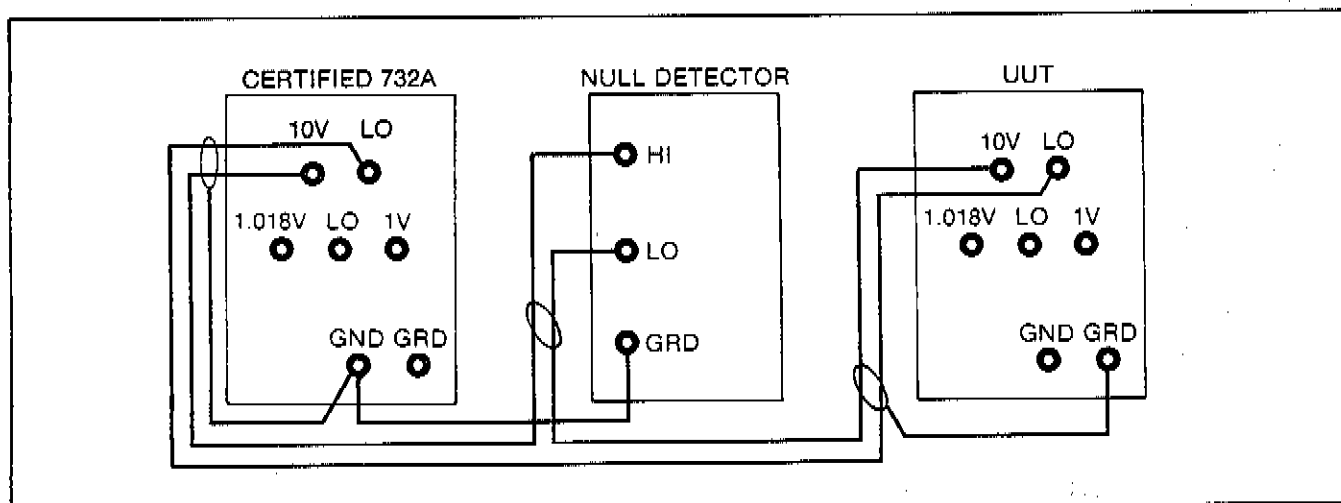 CERTIFIED 732A
10V LO
1.018V LO 1V
GND GRD
NULL DETECTOR
HI
LO
GRD
UUT
10V LO
1.018V LO 1V
GND GRD